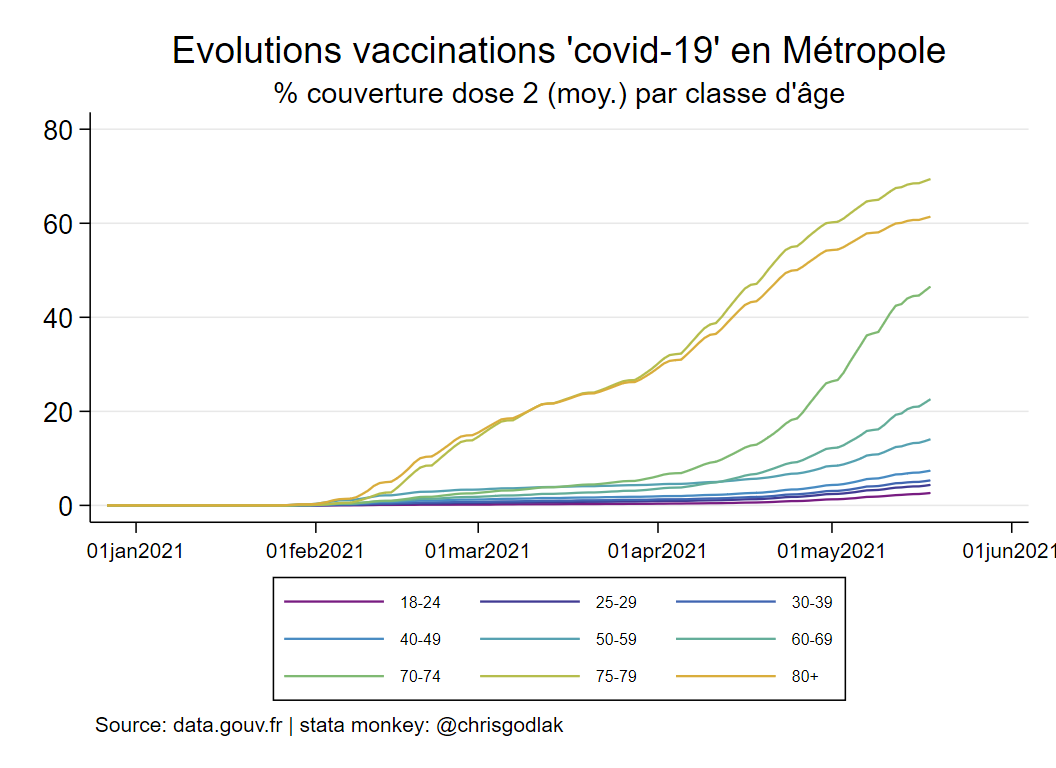 Evolutions vaccinations 'covid-19' en Métropole
% couverture dose 2 (moy.) par classe d'âge
80
60
40
20
0
01jan2021 01feb2021 01mar2021 01apr2021 01may2021 01jun2021
18-24 25-29 30-39
40-49 50-59 60-69
70-74 75-79 80+
Source: data.gouv.fr | stata monkey: @chrisgodlak